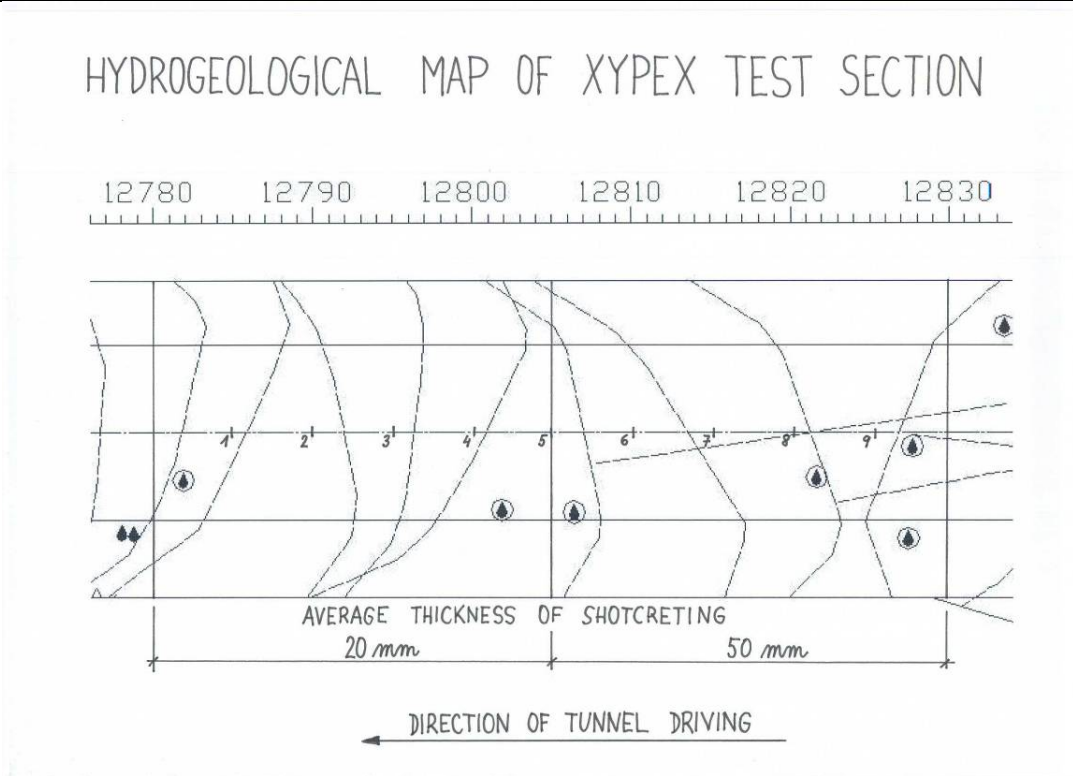 HYDROGEOLOGICAL MAP OF XYPEX TEST SECTION
12780 12790 12800 12810 12820 12830
1 2 3 4 5 6 7 8 9
AVERAGE THICKNESS OF SHOTCRETING
20 mm 50 mm
DIRECTION OF TUNNEL DRIVING